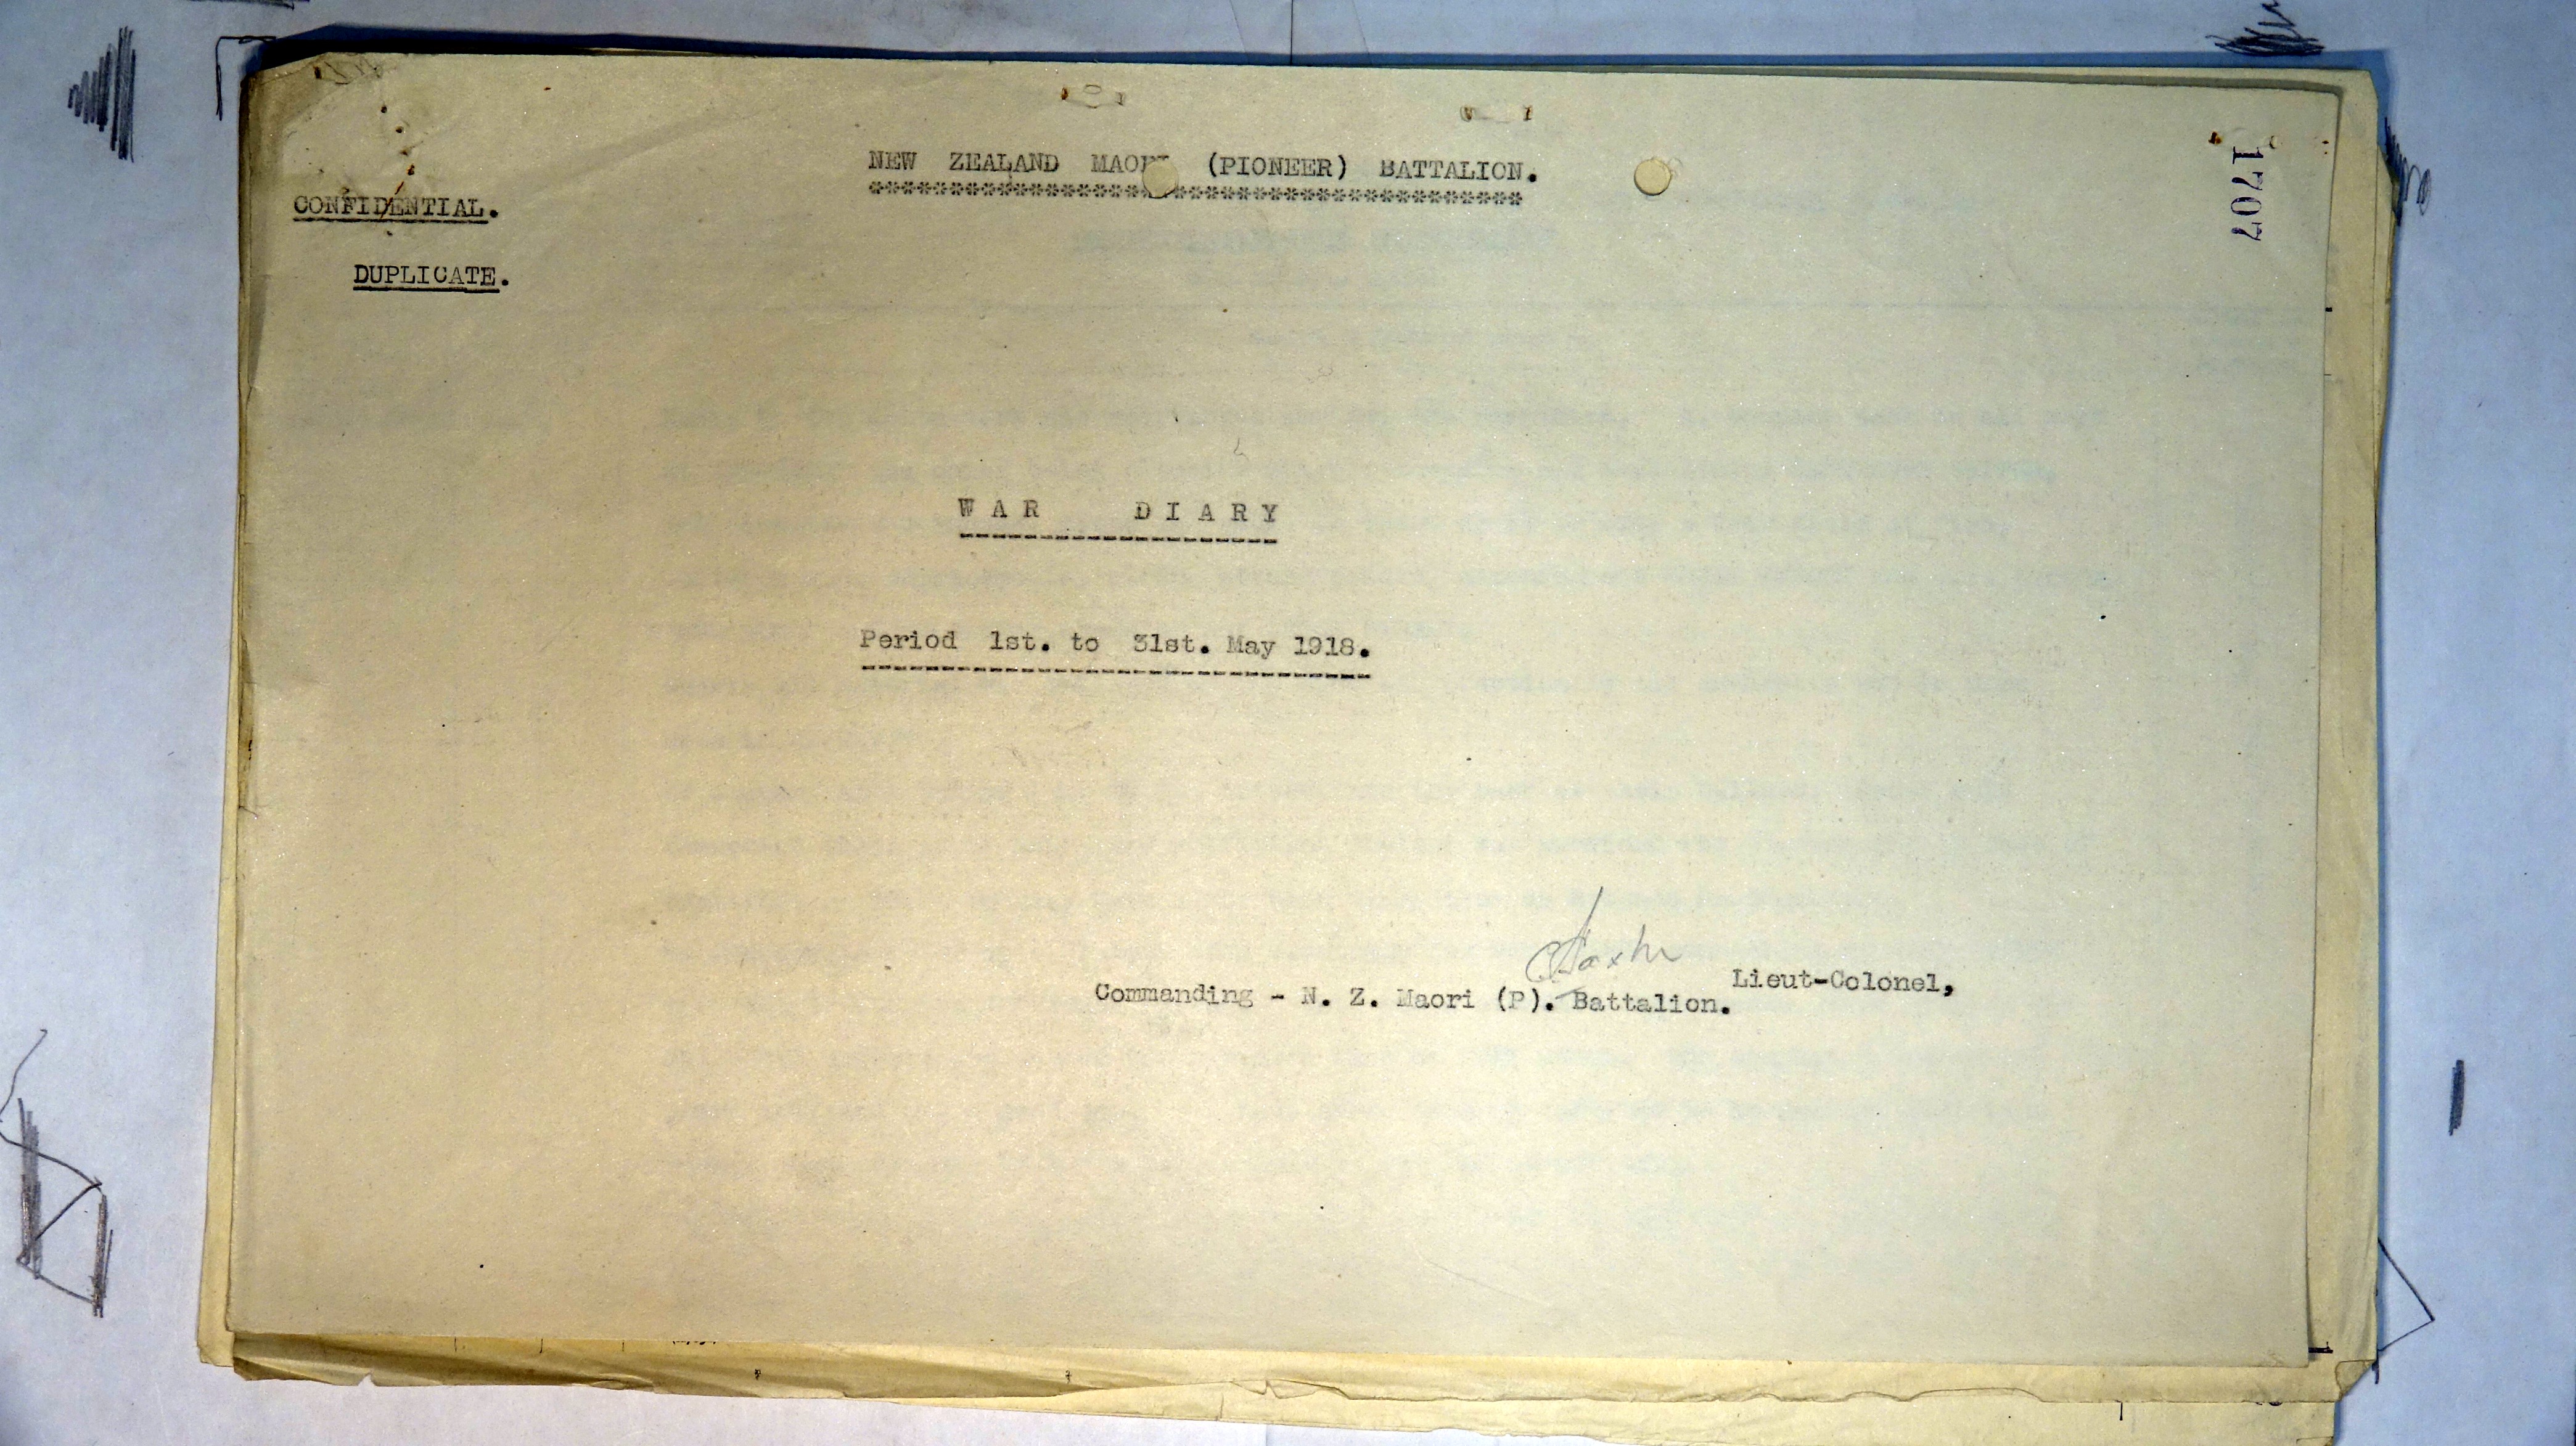 NEW ZEALAND MAORI (PIONEER) BATTALION.
*****************************************
1707
CONFIDENTIAL.
DUPLICATE.
WAR DIARY
Period 1st. to 31st. May 1918.
Lieut-Colonel,
Commanding - N. Z. Maori (P). Battalion.